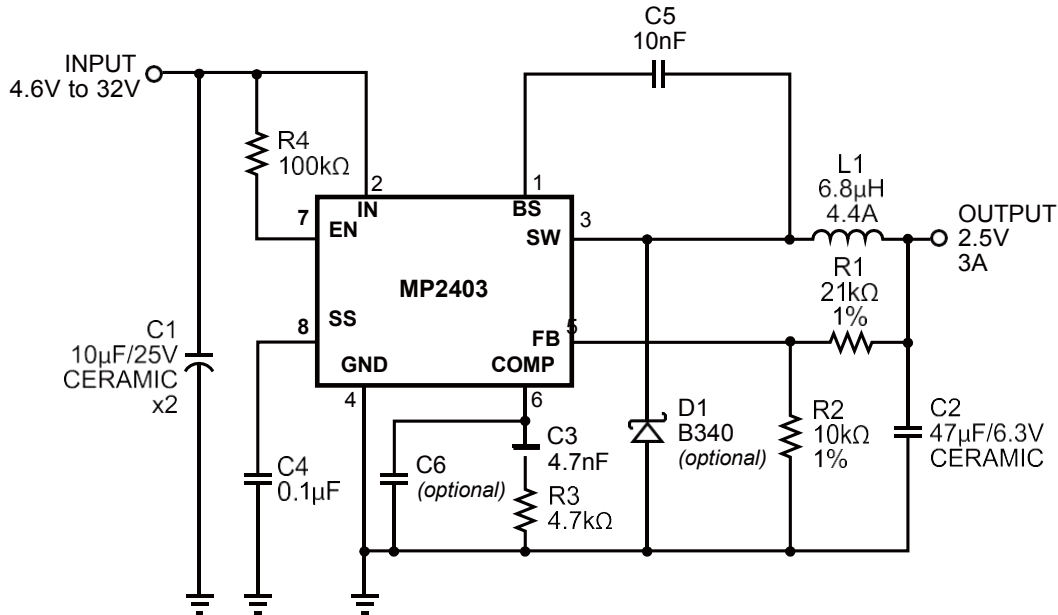 C5
10nF
INPUT
4.6V to 32V
R4
100kΩ
2
1
L1
6.8µH
4.4A
7
IN
BS
3
OUTPUT
2.5V
3A
EN
SW
R1
21kΩ
1%
MP2403
8
SS
FB
5
C1
10µF/25V
CERAMIC
x2
GND
COMP
4
6
D1
B340
(optional)
R2
10kΩ
1%
C2
47µF/6.3V
CERAMIC
C3
4.7nF
C4
0.1µF
C6
(optional)
R3
4.7kΩ